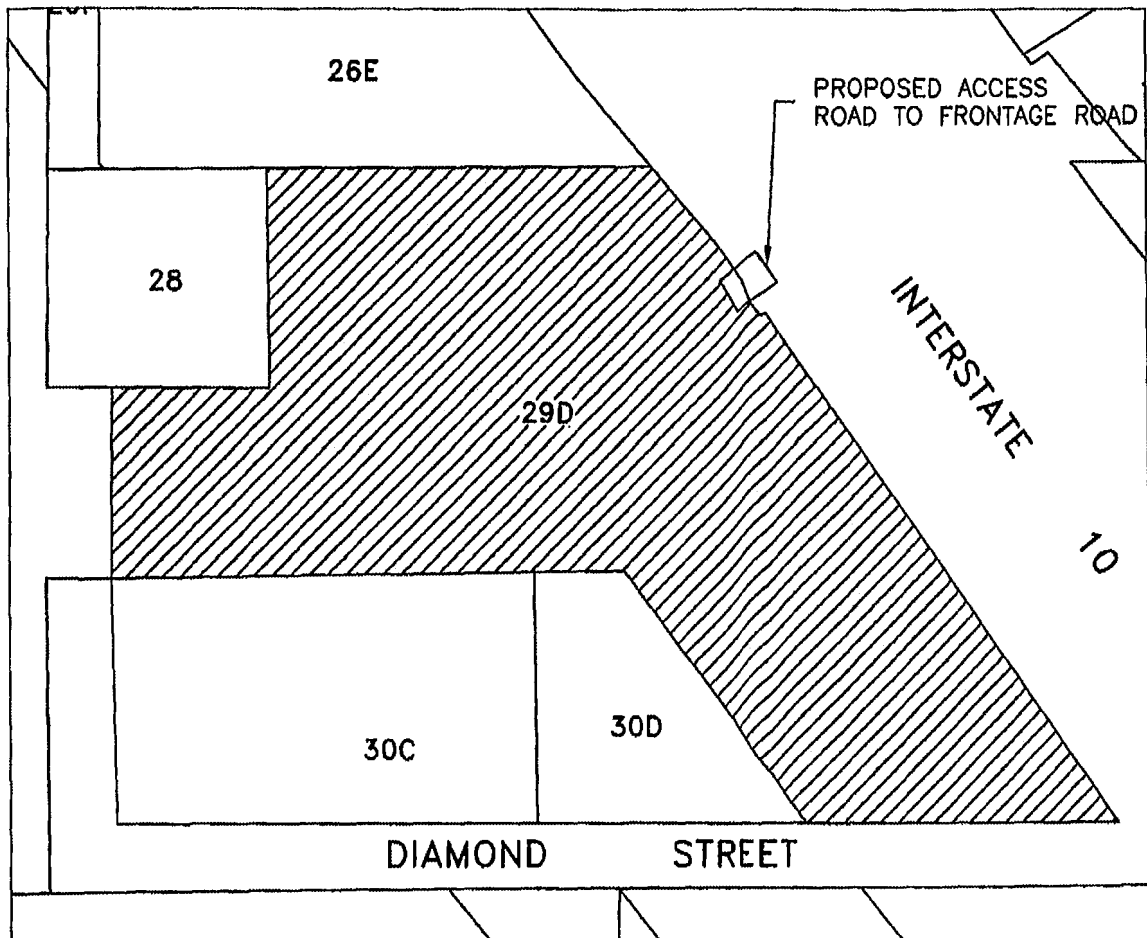 26E
PROPOSED ACCESS
ROAD TO FRONTAGE ROAD
28
INTERSTATE 10
29D
30C
30D
DIAMOND STREET